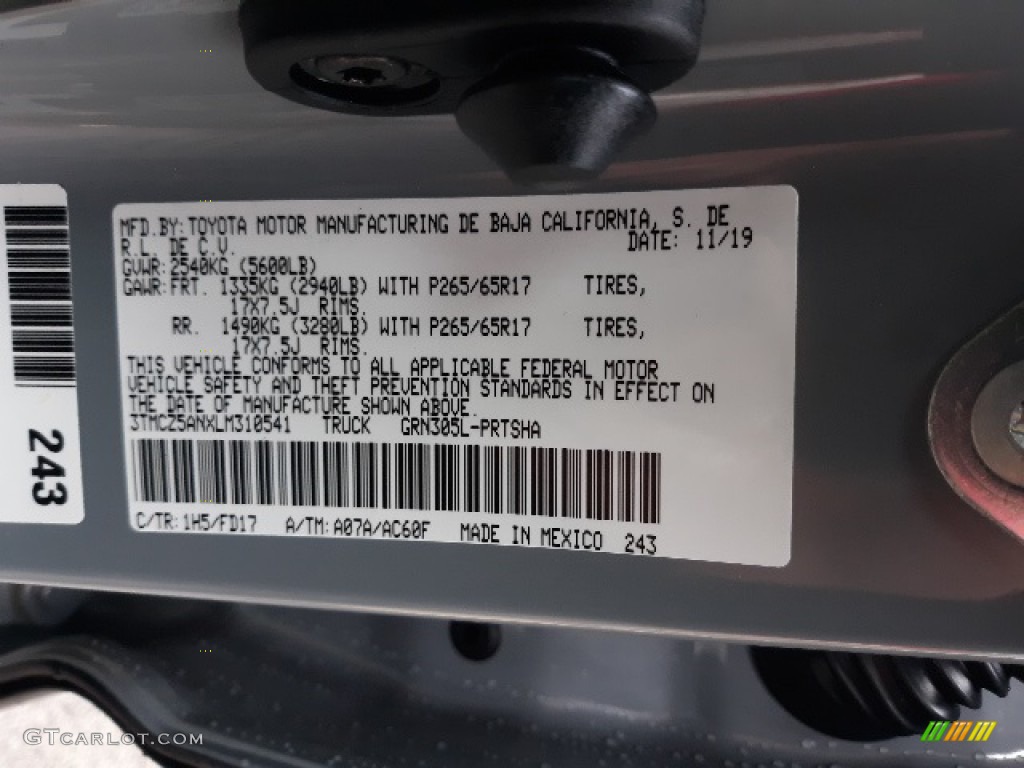 MFD.BY:TOYOTA MOTOR MANUFACTURING DE BAJA CALIFORNIA, S. DE
R.L. DE C.V. DATE: 11/19
GVWR:2540KG (5600LB)
GAWR:FRT. 1335KG (2940LB) WITH P265/65R17 TIRES,
17X7.5J RIMS.
RR. 1490KG (3280LB) WITH P265/65R17 TIRES,
17X7.5J RIMS.
THIS VEHICLE CONFORMS TO ALL APPLICABLE FEDERAL MOTOR
VEHICLE SAFETY AND THEFT PREVENTION STANDARDS IN EFFECT ON
THE DATE OF MANUFACTURE SHOWN ABOVE.
3TMCZ5ANXLM310541 TRUCK GRN305L-PRTSHA
C/TR:1H5/FD17 A/TM:A07A/AC60F MADE IN MEXICO 243
243
GTCARLOT.COM